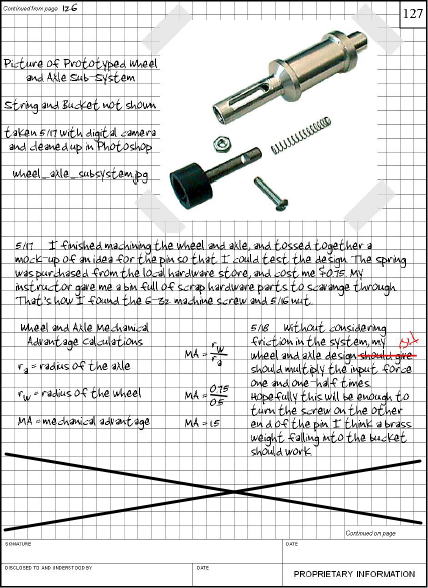 Continued from page 126
127
Picture of Prototyped Wheel
and Axle Sub-System
String and Bucket not shown
taken 5/17 with digital camera
and cleaned up in Photoshop
wheel_axle_subsystem.jpg
5/17 I finished machining the wheel and axle, and tossed together a
mock-up of an idea for the pin so that I could test the design. The spring
was purchased from the local hardware store, and cost me $0.75. My
instructor gave me a bin full of scrap hardware parts to scarange through.
That's how I found the 6-32 machine screw and 5/16 nut.
Wheel and Axle Mechanical
Advantage Calculations
ra = radius of the axle
rw = radius of the wheel
MA = mechanical advantage
MA = rw/ra
MA = 0.75/0.5
MA = 1.5
5/18 Without considering
friction in the system, my
wheel and axle design should give
should multiply the input force
one and one-half times.
Hopefully this will be enough to
turn the screw on the other
end of the pin. I think a brass
weight falling into the bucket
should work.
Continued on page
SIGNATURE
DATE
DISCLOSED TO AND UNDERSTOOD BY
DATE
PROPRIETARY INFORMATION